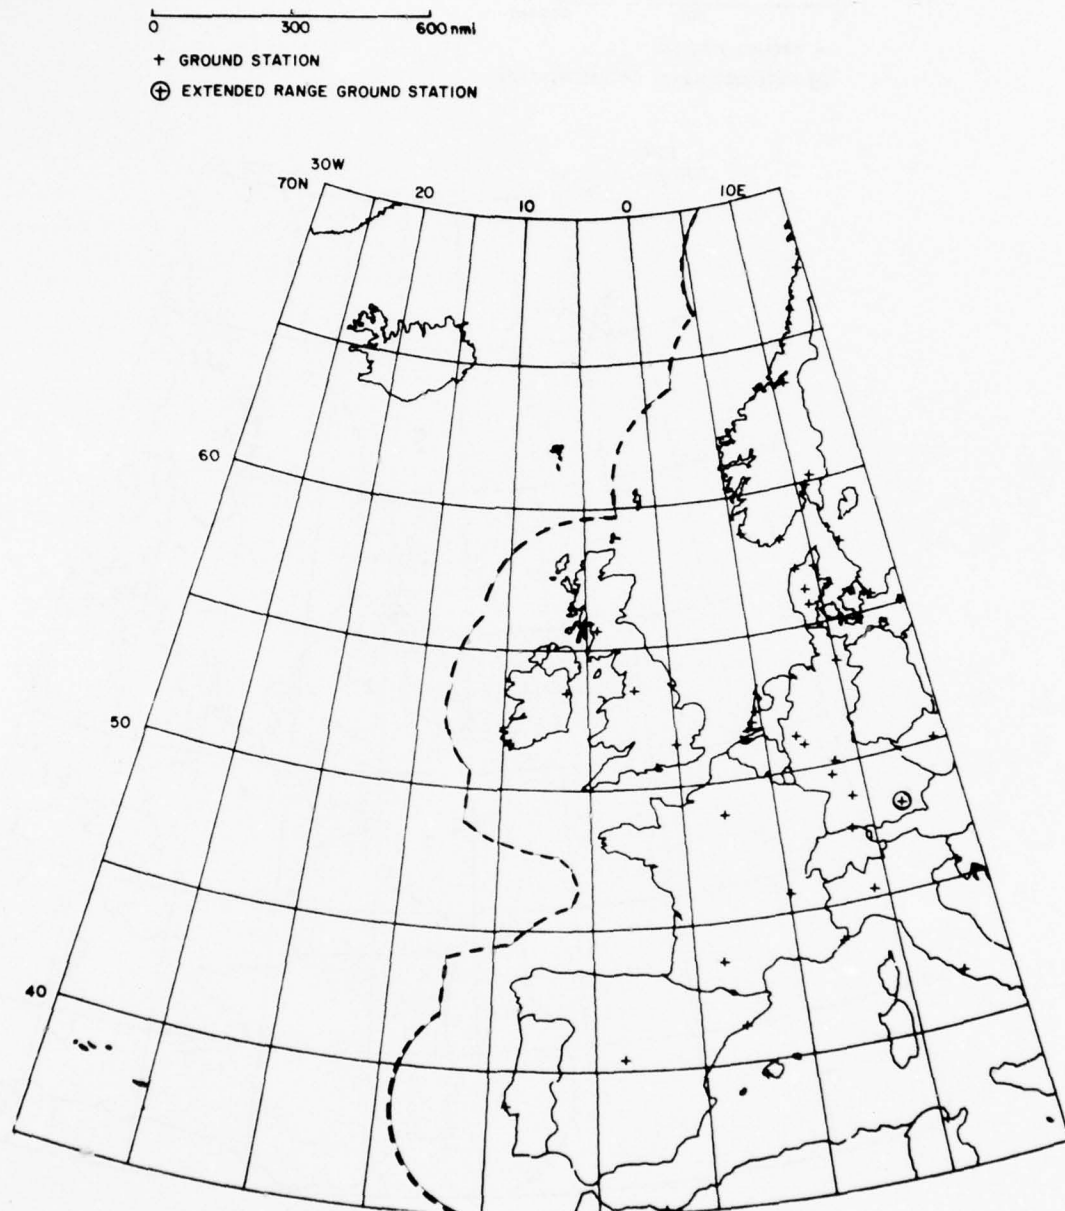 0 300 600 nmi
+ GROUND STATION
⊕ EXTENDED RANGE GROUND STATION
30W
70N 20 10 0 10E
60
50
40